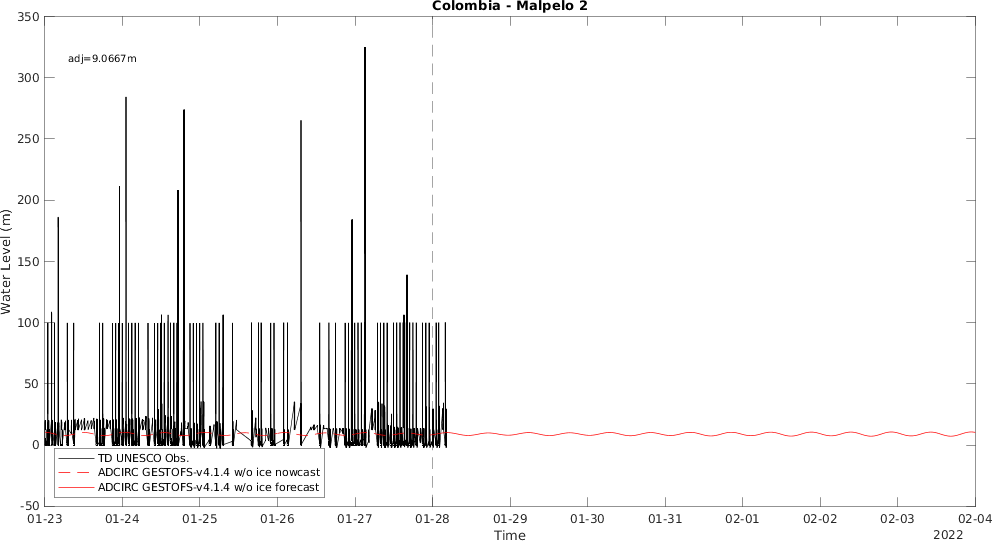 Colombia - Malpelo 2
adj=9.0667m
Water Level (m)
350
300
250
200
150
100
50
0
-50
TD UNESCO Obs.
ADCIRC GESTOFS-v4.1.4 w/o ice nowcast
ADCIRC GESTOFS-v4.1.4 w/o ice forecast
01-23 01-24 01-25 01-26 01-27 01-28 01-29 01-30 01-31 02-01 02-02 02-03 02-04
Time
2022